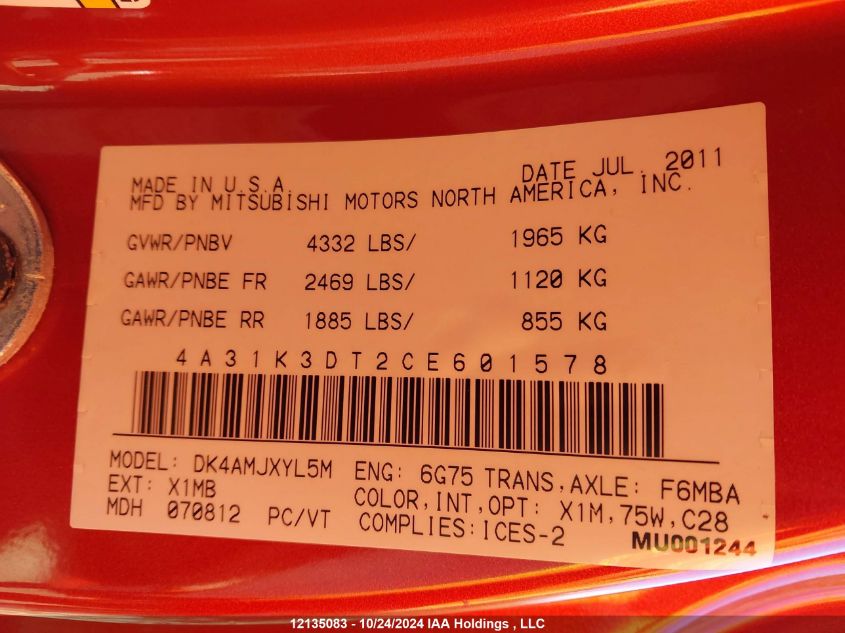 MADE IN U.S.A. DATE JUL. 2011
MFD BY MITSUBISHI MOTORS NORTH AMERICA, INC.
GVWR/PNBV 4332 LBS/ 1965 KG
GAWR/PNBE FR 2469 LBS/ 1120 KG
GAWR/PNBE RR 1885 LBS/ 855 KG
4A31K3DT2CE601578
MODEL: DK4AMJXYL5M ENG: 6G75 TRANS,AXLE: F6MBA
EXT: X1MB COLOR,INT,OPT: X1M,75W,C28
MDH 070812 PC/VT COMPLIES:ICES-2 MU001244
12135083 - 10/24/2024 IAA Holdings , LLC